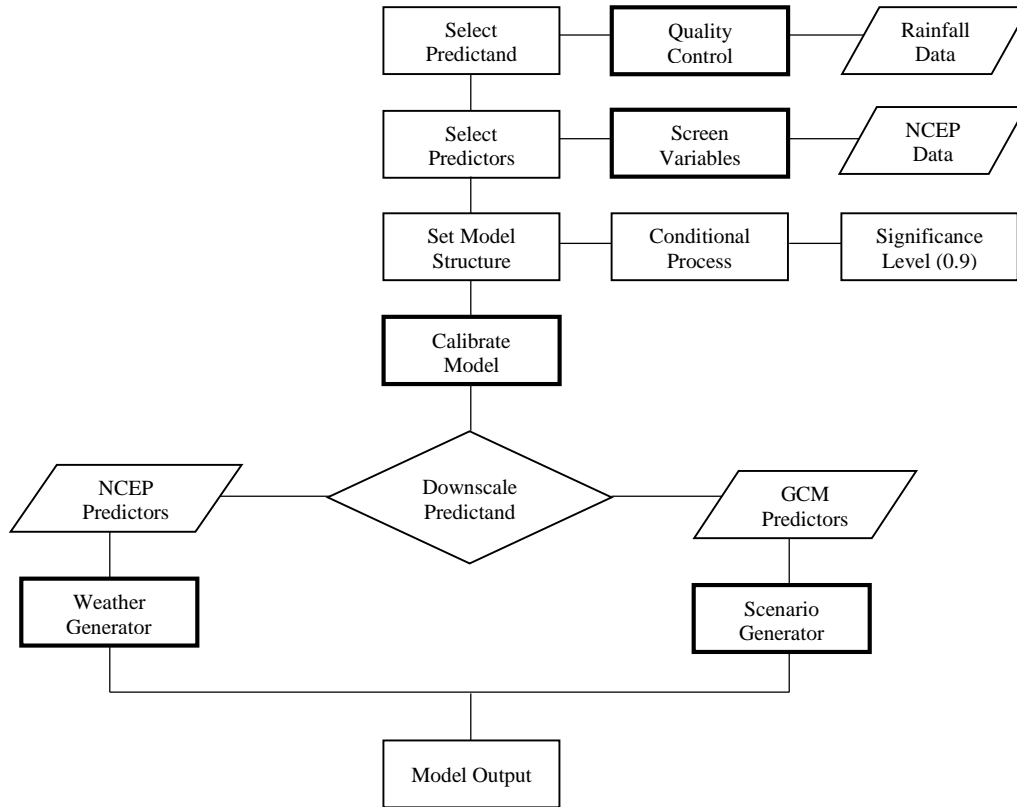 Select
Predictand
Quality
Control
Rainfall
Data
Select
Predictors
Screen
Variables
NCEP
Data
Set Model
Structure
Conditional
Process
Significance
Level (0.9)
Calibrate
Model
NCEP
Predictors
Downscale
Predictand
GCM
Predictors
Weather
Generator
Scenario
Generator
Model Output